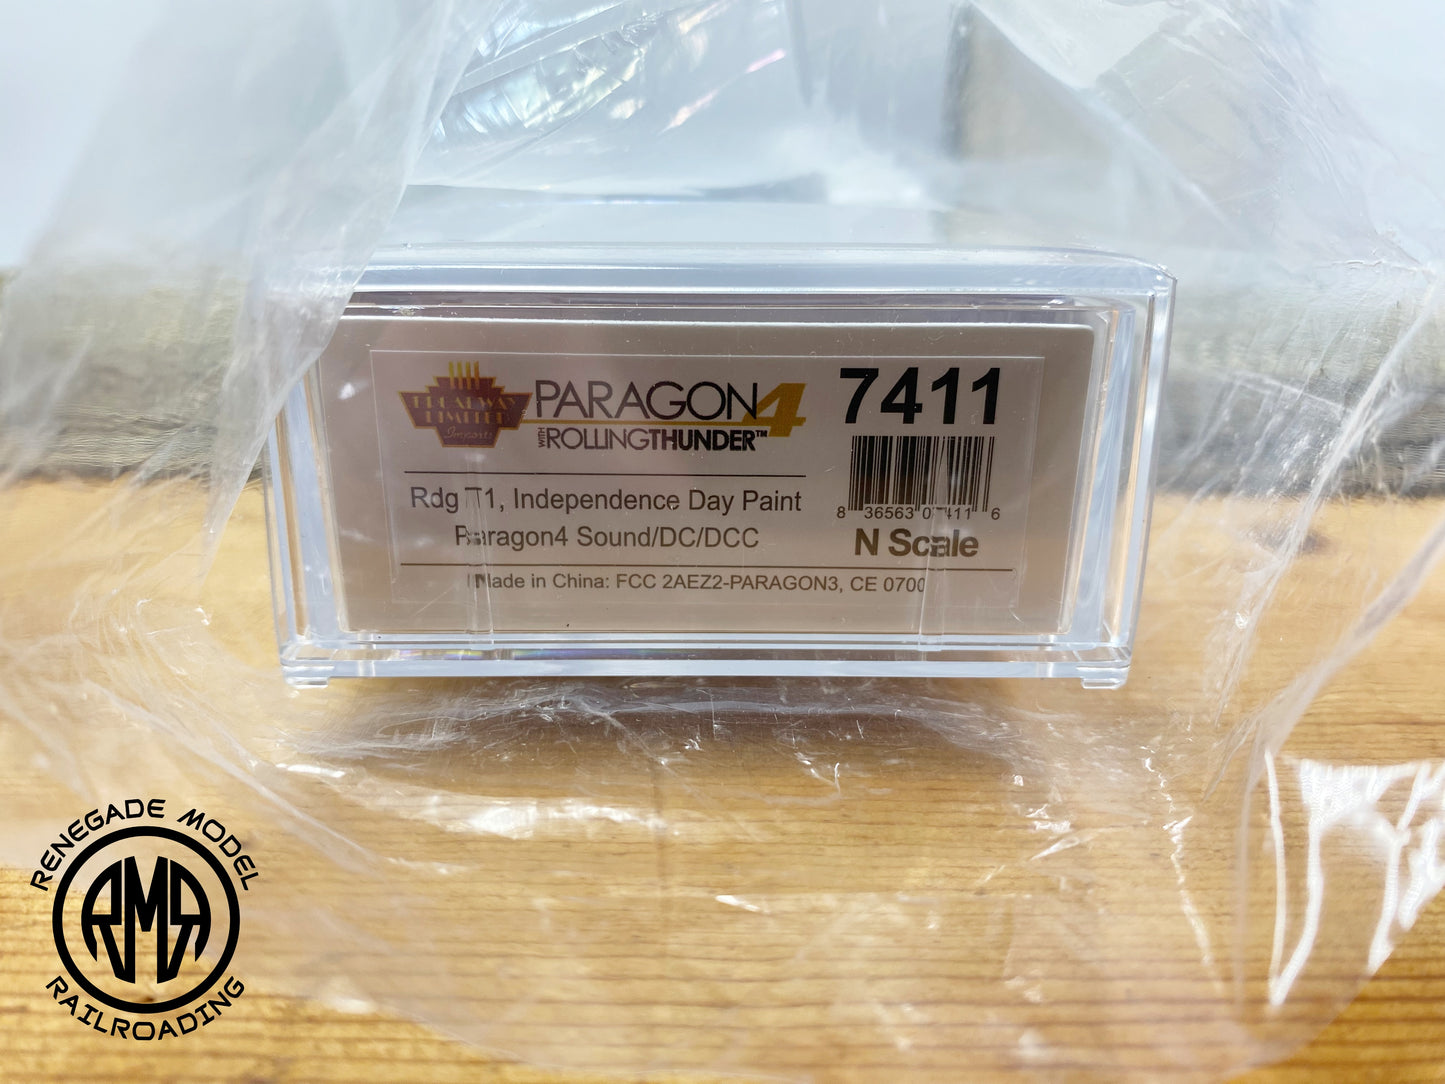 BROADWAY
LIMITED
Imports
PARAGON4
WITH ROLLINGTHUNDER™
7411
Rdg T1, Independence Day Paint
Paragon4 Sound/DC/DCC
8 36563 07411 6
N Scale
Made in China: FCC 2AEZ2-PARAGON3, CE 0700
RENEGADE MODEL
RMR
RAILROADING